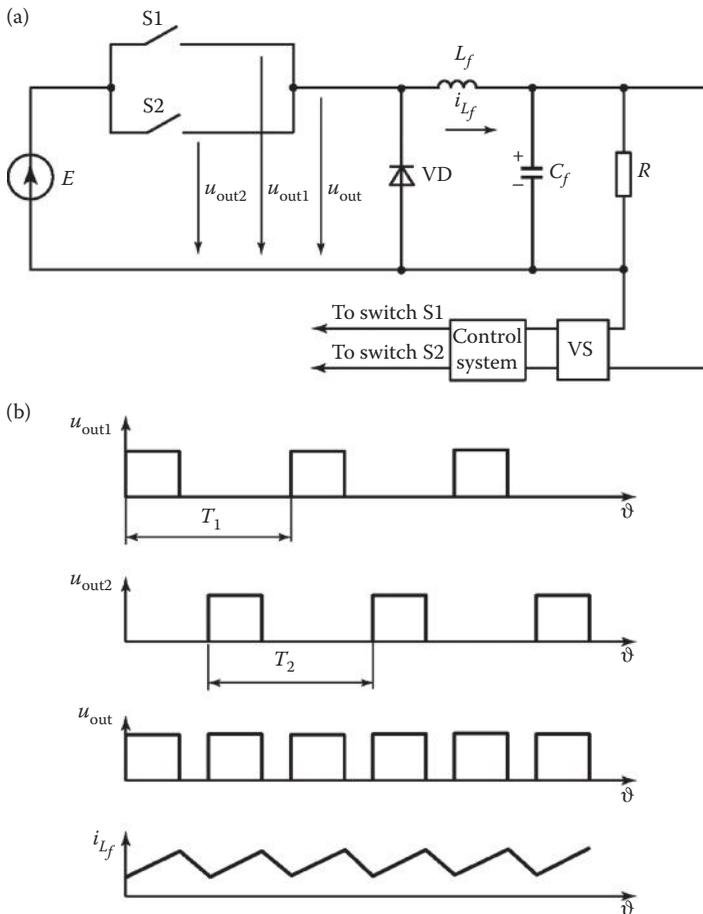 (a)
S1
S2
E
u_out2
u_out1
u_out
L_f
i_Lf
VD
+
−
C_f
R
To switch S1
To switch S2
Control
system
VS
(b)
u_out1
T_1
ϑ
u_out2
T_2
ϑ
u_out
ϑ
i_Lf
ϑ